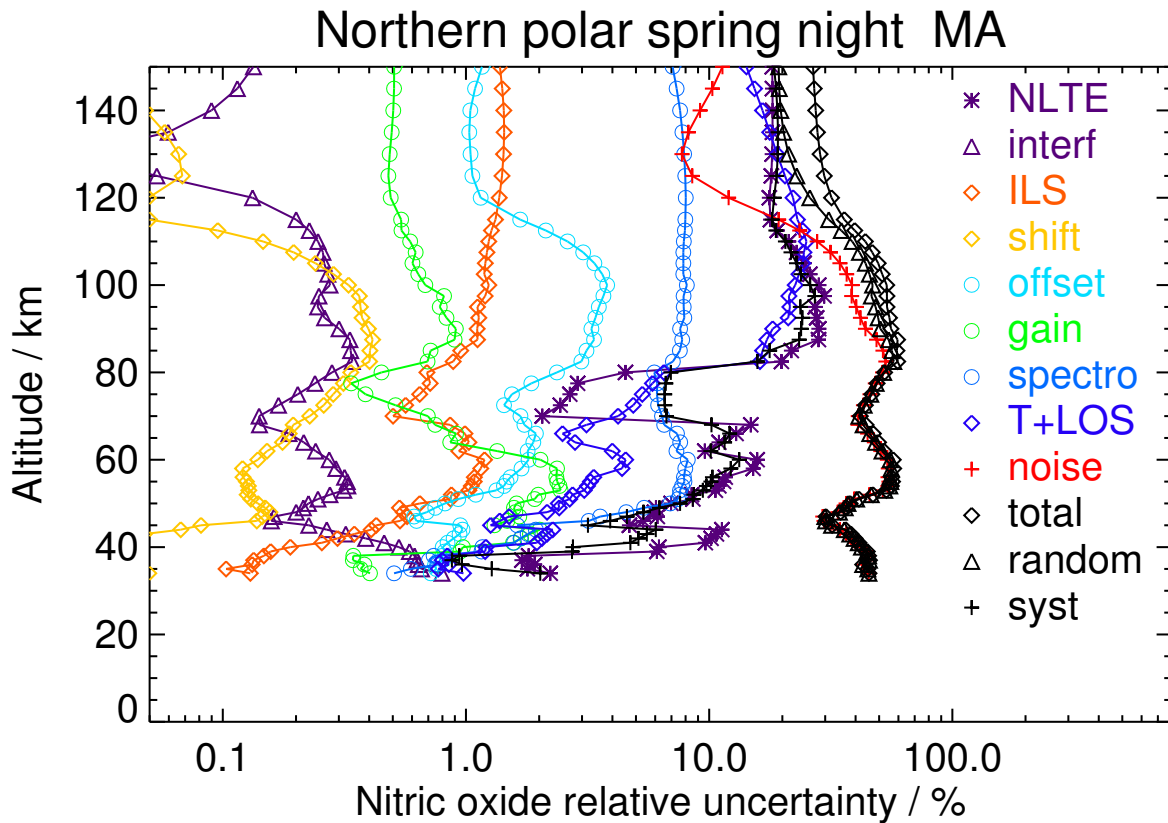 Northern polar spring night MA
Altitude / km
140
120
100
80
60
40
20
0
NLTE
interf
ILS
shift
offset
gain
spectro
T+LOS
noise
total
random
syst
0.1 1.0 10.0 100.0
Nitric oxide relative uncertainty / %